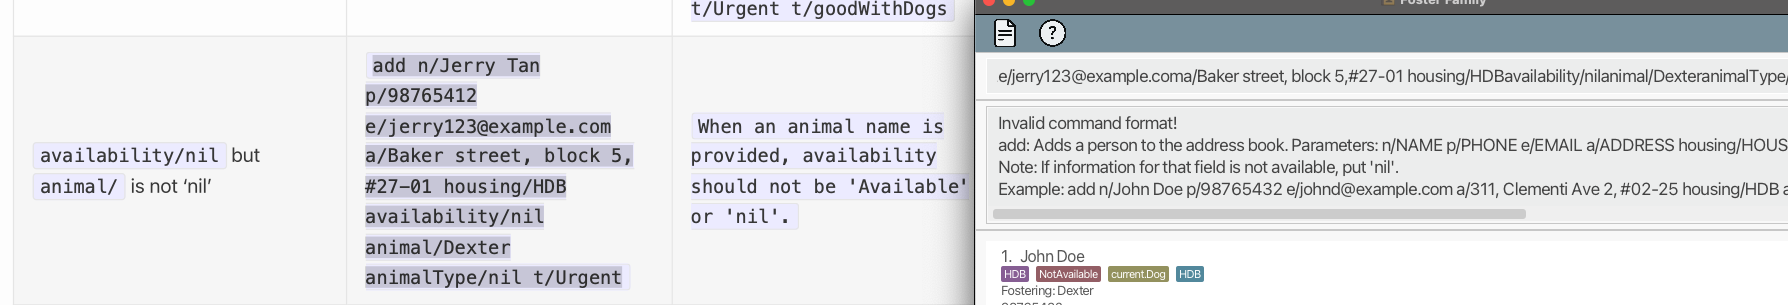 t/Urgent t/goodWithDogs
availability/nil but
animal/ is not ‘nil’
add n/Jerry Tan
p/98765412
e/jerry123@example.com
a/Baker street, block 5,
#27-01 housing/HDB
availability/nil
animal/Dexter
animalType/nil t/Urgent
When an animal name is
provided, availability
should not be 'Available'
or 'nil'.
Foster Family
e/jerry123@example.coma/Baker street, block 5,#27-01 housing/HDBavailability/nilanimal/DexteranimalType/
Invalid command format!
add: Adds a person to the address book. Parameters: n/NAME p/PHONE e/EMAIL a/ADDRESS housing/HOUS
Note: If information for that field is not available, put 'nil'.
Example: add n/John Doe p/98765432 e/johnd@example.com a/311, Clementi Ave 2, #02-25 housing/HDB a
1. John Doe
HDB NotAvailable current.Dog HDB
Fostering: Dexter